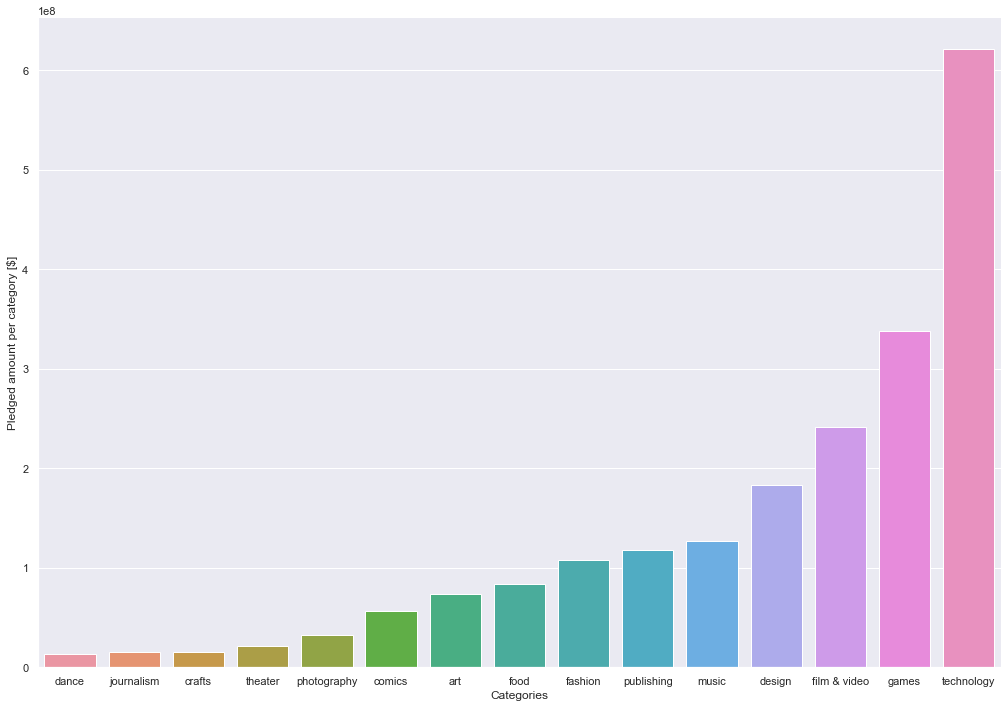 1e8
6
5
4
3
2
1
0
Pledged amount per category [$]
dance journalism crafts theater photography comics art food fashion publishing music design film & video games technology
Categories